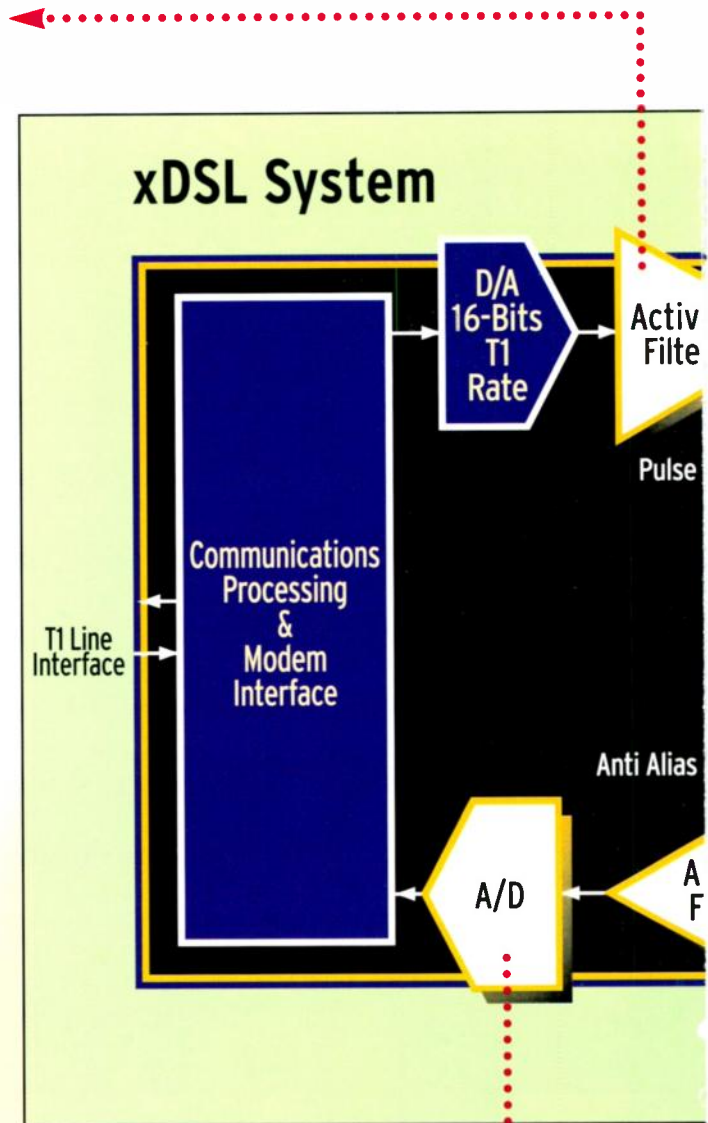 xDSL System
D/A
16-Bits
T1
Rate
Activ
Filte
Pulse
Communications
Processing
&
Modem
Interface
T1 Line
Interface
Anti Alias
A/D
A
F